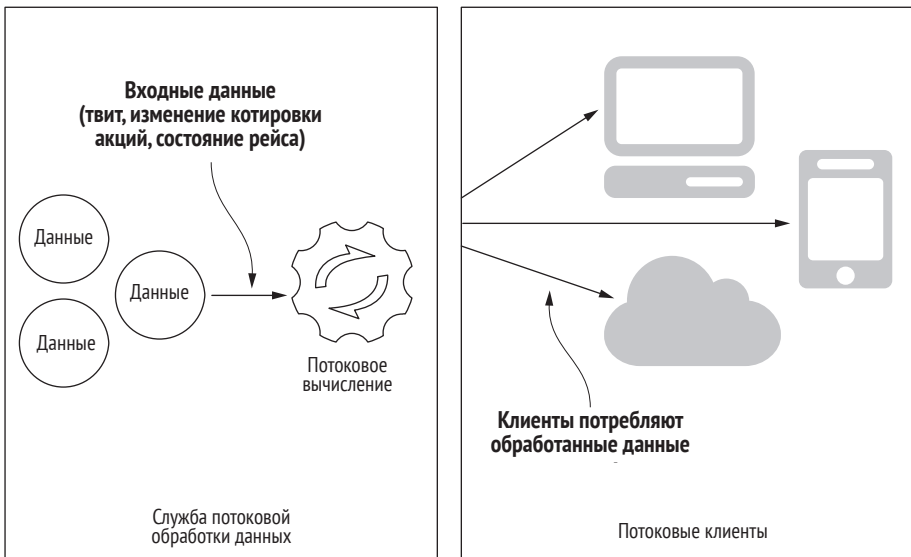 Входные данные
(твит, изменение котировки
акций, состояние рейса)
Данные
Данные
Данные
Потоковое
вычисление
Служба потоковой
обработки данных
Клиенты потребляют
обработанные данные
Потоковые клиенты